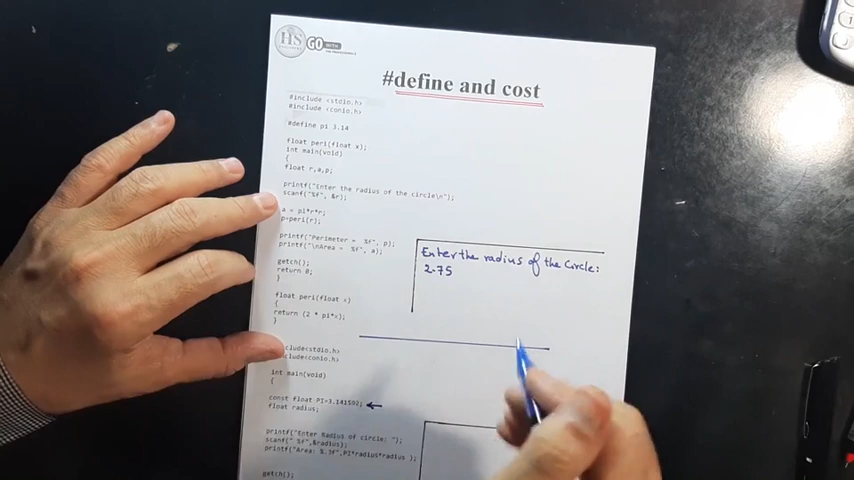 HS
GO
#define and cost
#include <stdio.h>
#include <conio.h>
#define pi 3.14
float peri(float x);
int main(void)
{
float r,a,p;
printf("Enter the radius of the circle\n");
scanf("%f", &r);
a = pi*r*r;
p=peri(r);
printf("Perimeter = %f", p);
printf("\nArea = %f", a);
getch();
return 0;
}
Enter the radius of the Circle:
2.75
float peri(float x)
{
return (2 * pi*x);
}
clude<stdio.h>
clude<conio.h>
int main(void)
{
const float PI=3.141592;
float radius;
printf("Enter Radius of circle: ");
scanf(" %f",&radius);
printf("Area: %.3f",PI*radius*radius );
getch();